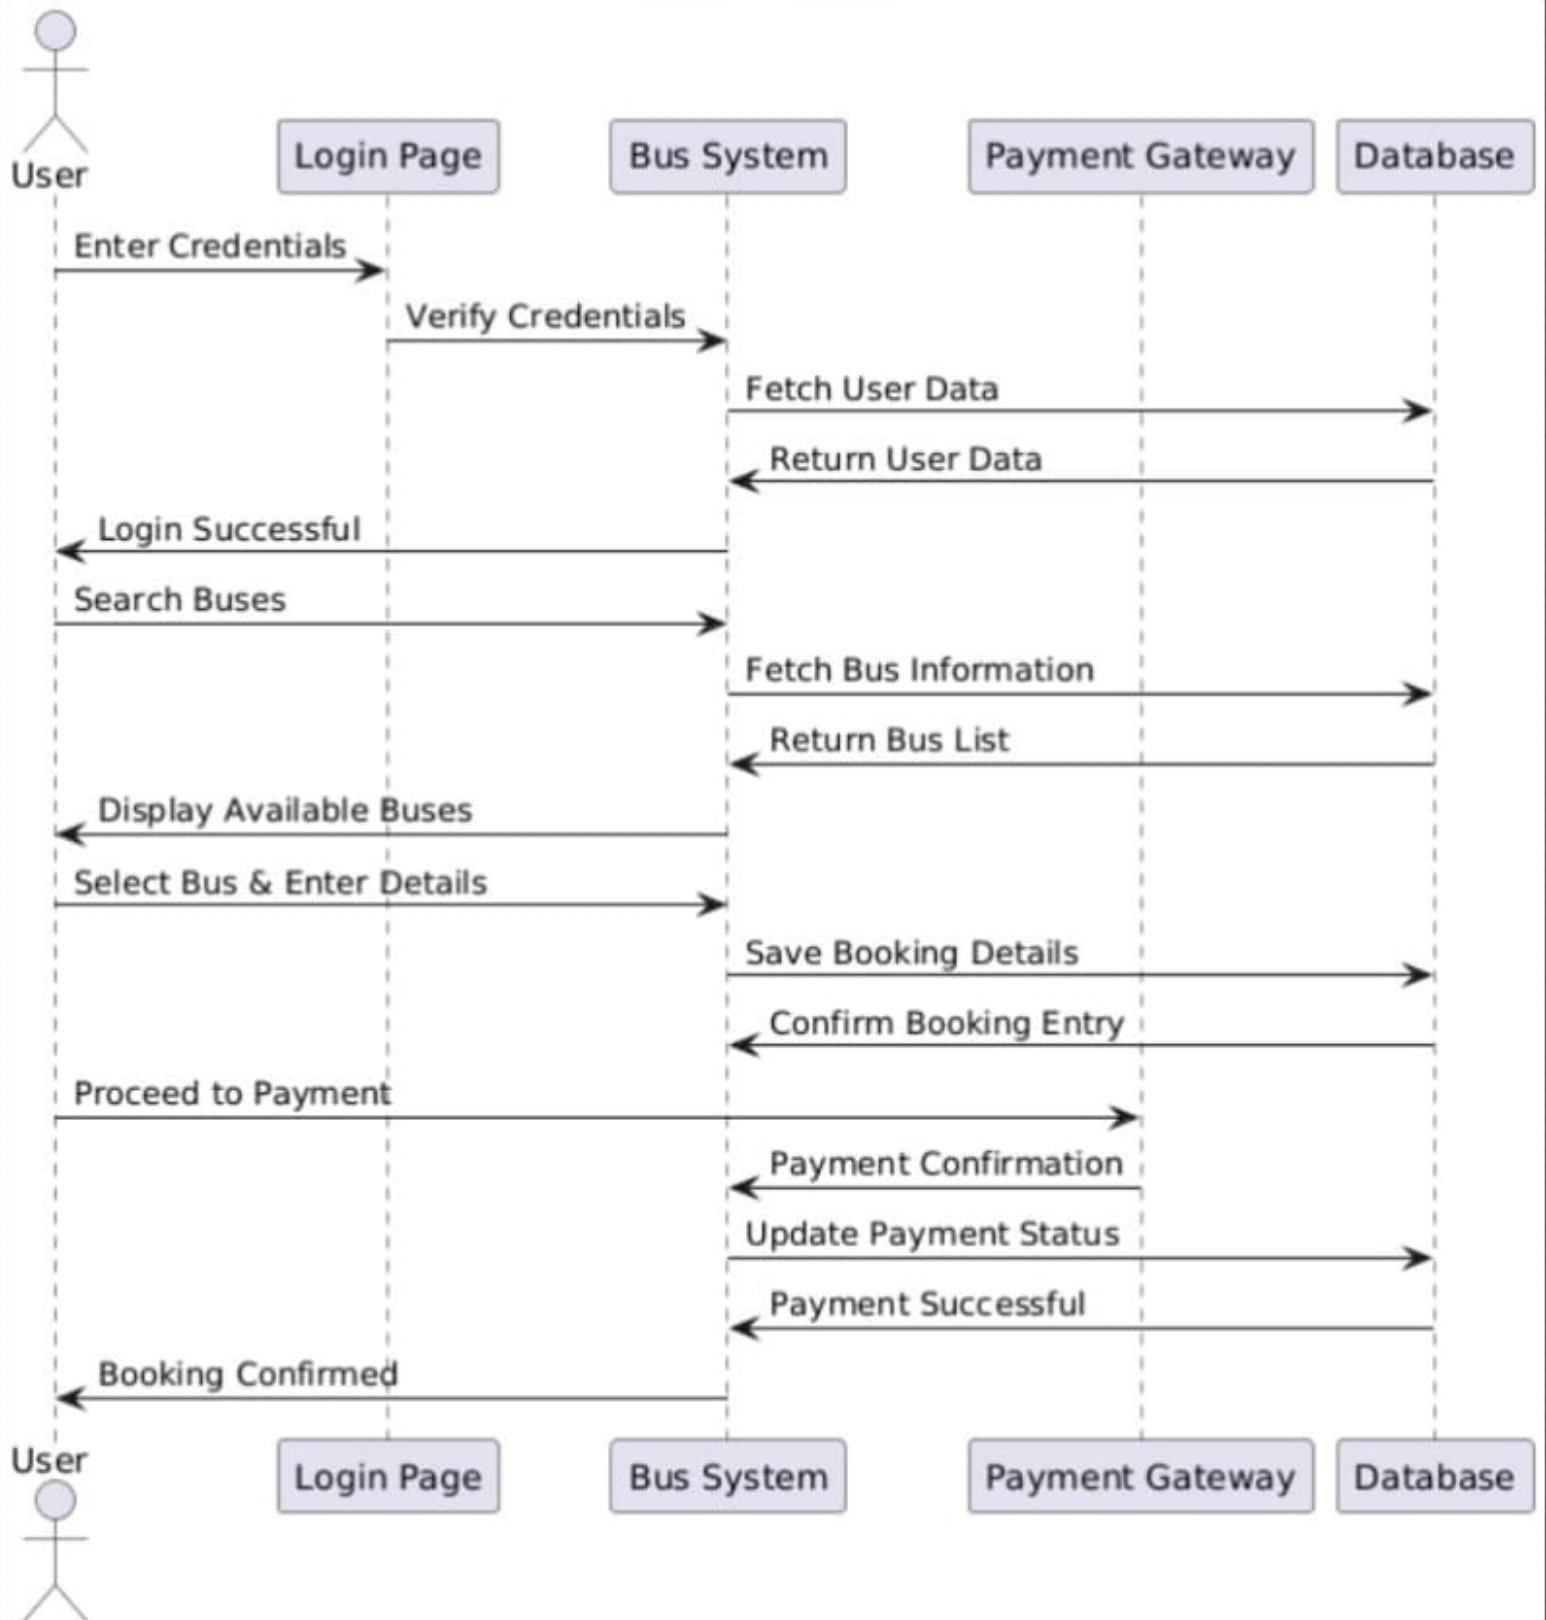 User
Login Page
Bus System
Payment Gateway
Database
Enter Credentials
Verify Credentials
Fetch User Data
Return User Data
Login Successful
Search Buses
Fetch Bus Information
Return Bus List
Display Available Buses
Select Bus & Enter Details
Save Booking Details
Confirm Booking Entry
Proceed to Payment
Payment Confirmation
Update Payment Status
Payment Successful
Booking Confirmed
User
Login Page
Bus System
Payment Gateway
Database